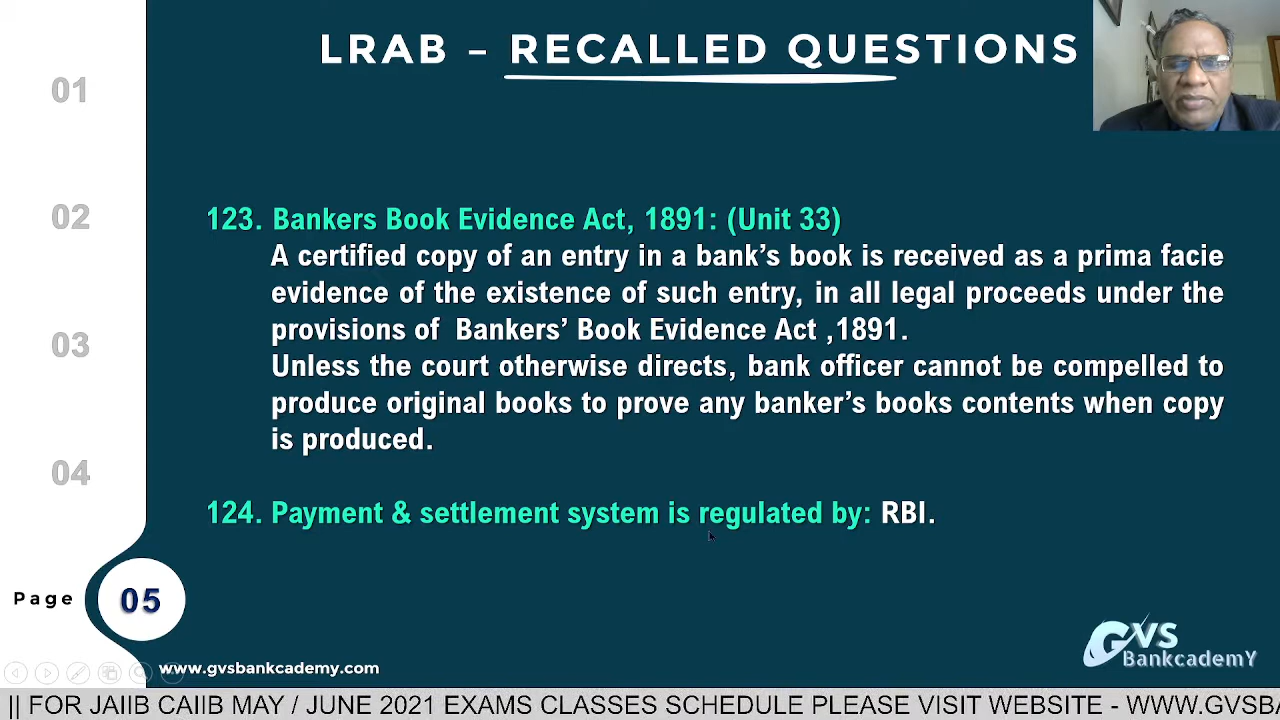 LRAB – RECALLED QUESTIONS
01
02
03
04
123. Bankers Book Evidence Act, 1891: (Unit 33)
A certified copy of an entry in a bank’s book is received as a prima facie
evidence of the existence of such entry, in all legal proceeds under the
provisions of Bankers’ Book Evidence Act ,1891.
Unless the court otherwise directs, bank officer cannot be compelled to
produce original books to prove any banker’s books contents when copy
is produced.
124. Payment & settlement system is regulated by: RBI.
Page 05
GVS
BankcademY
www.gvsbankcademy.com
|| FOR JAIIB CAIIB MAY / JUNE 2021 EXAMS CLASSES SCHEDULE PLEASE VISIT WEBSITE - WWW.GVSBA